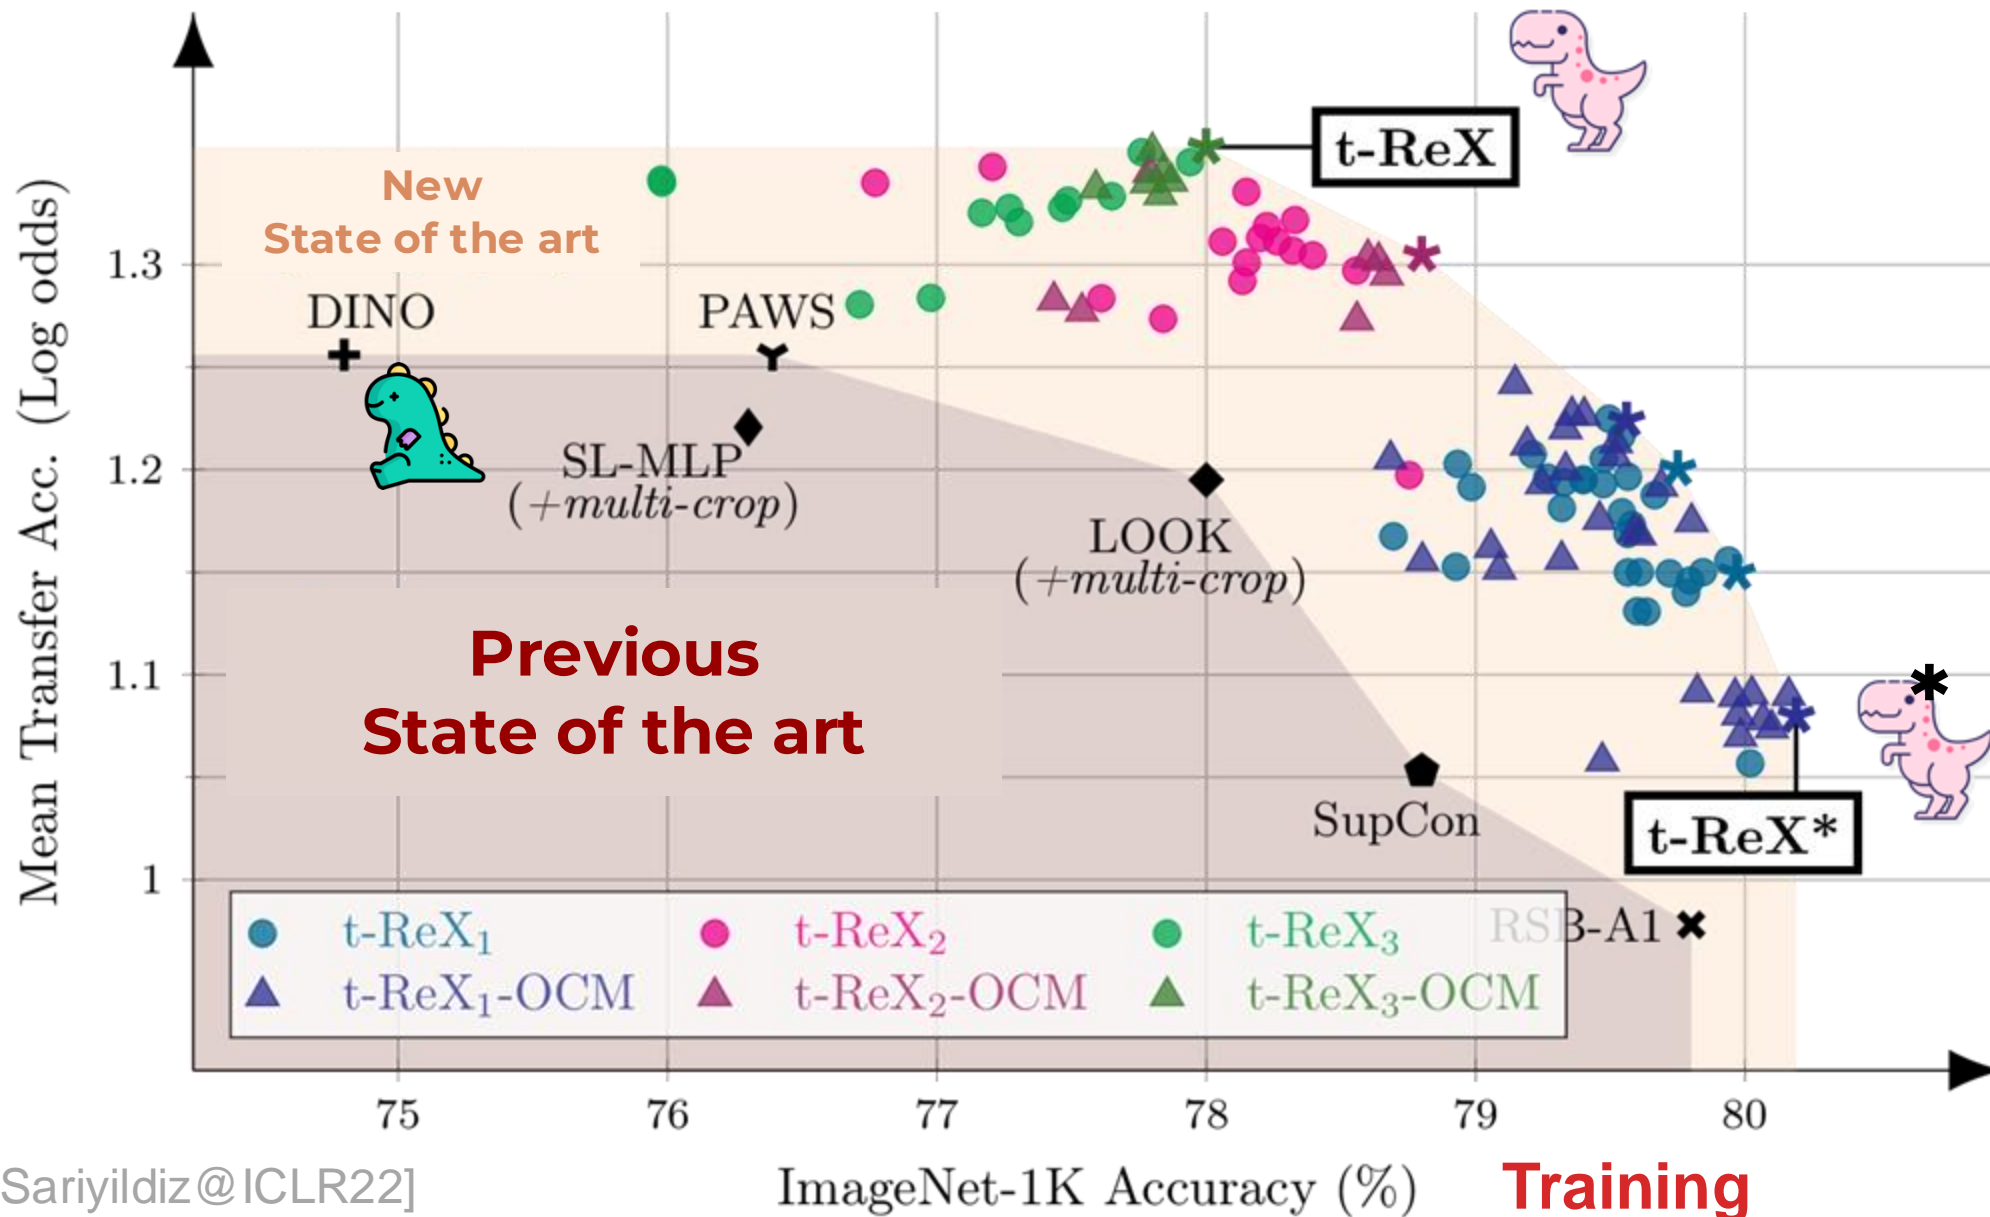 t-ReX
New
State of the art
1.3
DINO
PAWS
1.2
SL-MLP
(+multi-crop)
LOOK
(+multi-crop)
Previous
State of the art
1.1
*
SupCon
t-ReX*
1
RSB-A1
t-ReX₁
t-ReX₂
t-ReX₃
t-ReX₁-OCM
t-ReX₂-OCM
t-ReX₃-OCM
Mean Transfer Acc. (Log odds)
75 76 77 78 79 80
ImageNet-1K Accuracy (%)
Training
Sariyildiz@ICLR22]